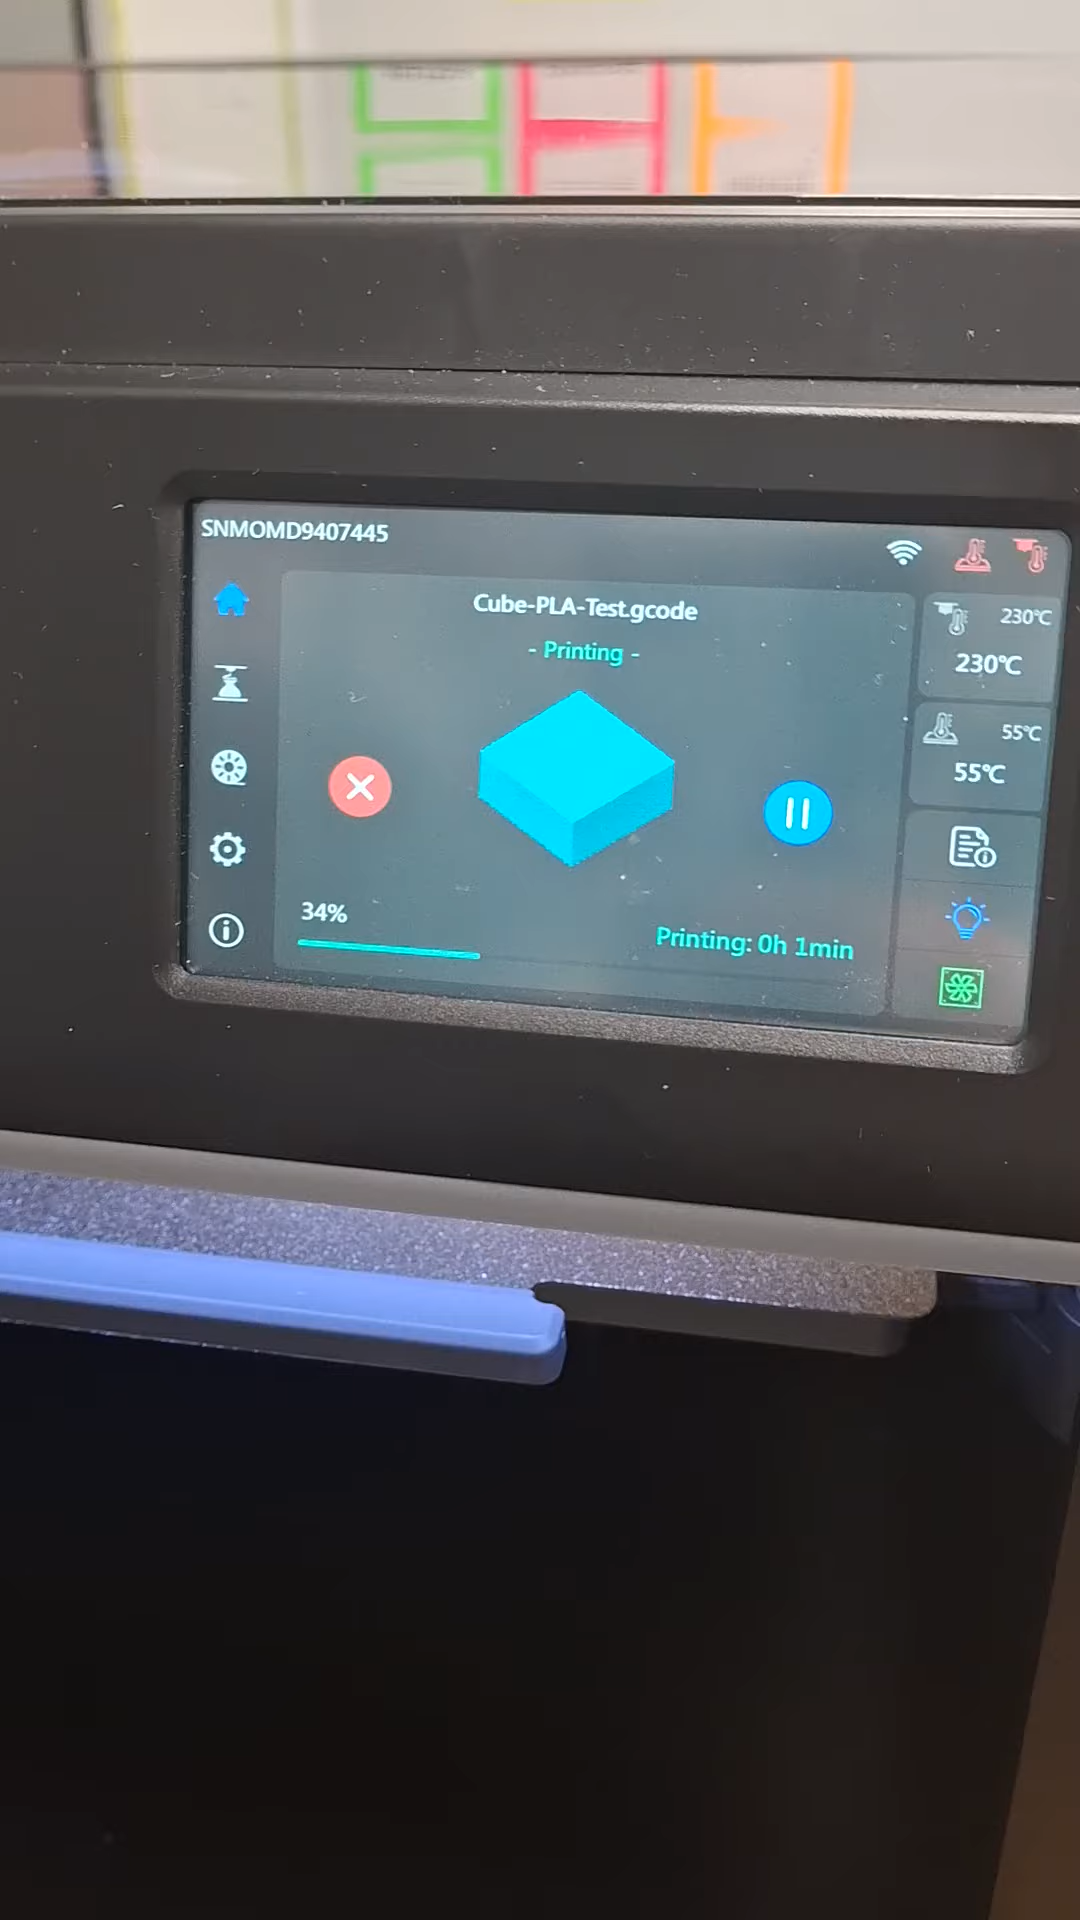 SNMOMD9407445
Cube-PLA-Test.gcode
- Printing -
230℃
230℃
55℃
55℃
34%
Printing: 0h 1min